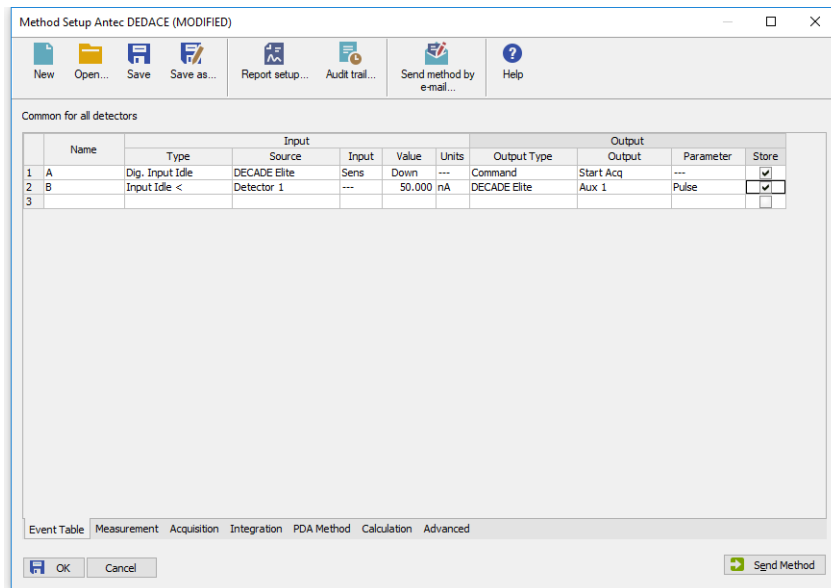 Method Setup Antec DEDACE (MODIFIED)
New Open... Save Save as... Report setup... Audit trail... Send method by e-mail... Help
Common for all detectors
Name Input Output
Type Source Input Value Units Output Type Output Parameter Store
1 A Dig. Input Idle DECADE Elite Sens Down --- Command Start Acq ---
2 B Input Idle < Detector 1 --- 50.000 nA DECADE Elite Aux 1 Pulse
3
Event Table Measurement Acquisition Integration PDA Method Calculation Advanced
OK Cancel Send Method